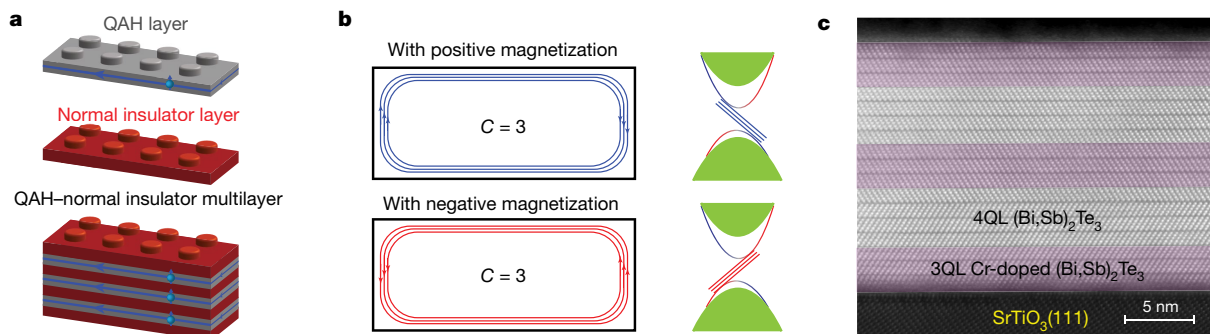 a
QAH layer
Normal insulator layer
QAH–normal insulator multilayer
b
With positive magnetization
C = 3
With negative magnetization
C = 3
c
4QL (Bi,Sb)₂Te₃
3QL Cr-doped (Bi,Sb)₂Te₃
SrTiO₃(111)
5 nm